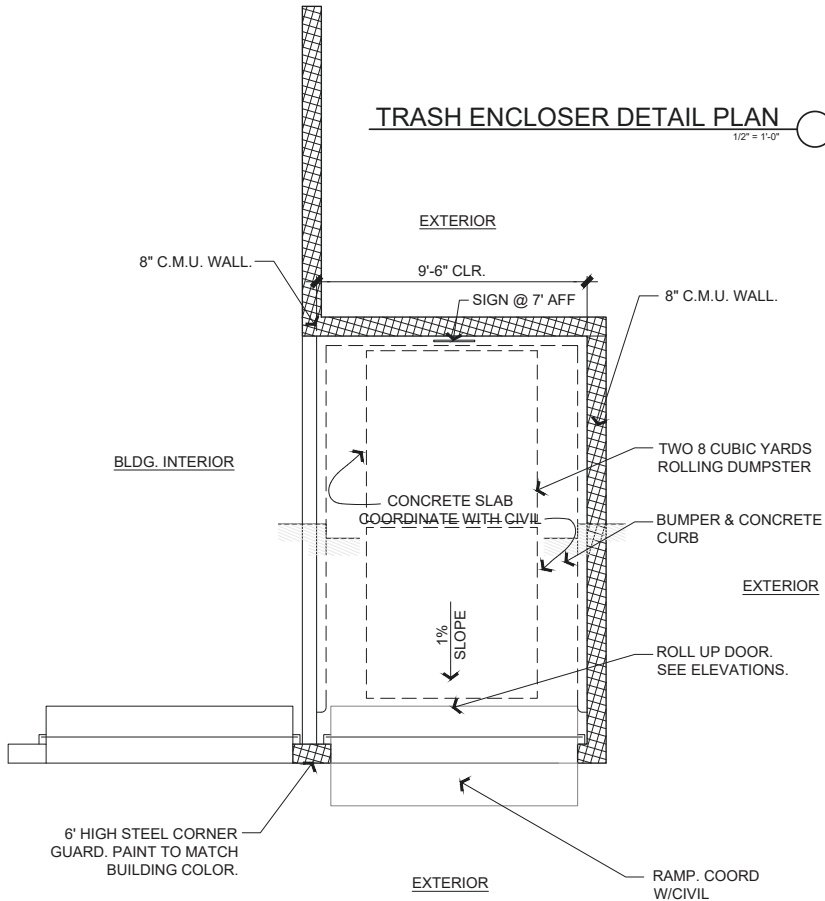 TRASH ENCLOSER DETAIL PLAN
1/2" = 1'-0"
EXTERIOR
8" C.M.U. WALL.
9'-6" CLR.
SIGN @ 7' AFF
8" C.M.U. WALL.
BLDG. INTERIOR
TWO 8 CUBIC YARDS
ROLLING DUMPSTER
CONCRETE SLAB
COORDINATE WITH CIVIL
BUMPER & CONCRETE
CURB
EXTERIOR
1%
SLOPE
ROLL UP DOOR.
SEE ELEVATIONS.
6' HIGH STEEL CORNER
GUARD. PAINT TO MATCH
BUILDING COLOR.
EXTERIOR
RAMP. COORD
W/CIVIL